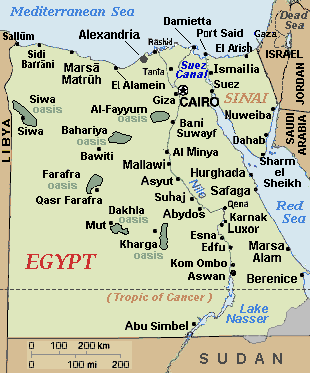 Mediterranean Sea
Dead
Sea
Damietta
Port Said
Alexandria
Rashid
El Arish
Gaza
Sallûm
Sidi
Barrâni
Marsá
Matrûh
El Alamein
Tanta
Suez
Canal
Ismailia
ISRAEL
JORDAN
Giza
CAIRO
Suez
SINAI
Siwa
oasis
Siwa
Al-Fayyum
oasis
Nuweiba
LIBYA
Bahariya
oasis
Bani
Suwayf
Dahab
SAUDI
ARABIA
Bawiti
Al Minya
Sharm
el
Sheikh
Mallawi
Farafra
oasis
Asyut
Hurghada
Nile
Qasr Farafra
Suhaj
Safaga
Red
Sea
Dakhla
oasis
Abydos
Qena
Mut
Karnak
Luxor
Kharga
oasis
Esna
Edfu
Marsa
Alam
EGYPT
Kom Ombo
Aswan
Berenice
(Tropic of Cancer)
Lake
Nasser
Abu Simbel
0 100 200 km
0 100 mi 200
SUDAN